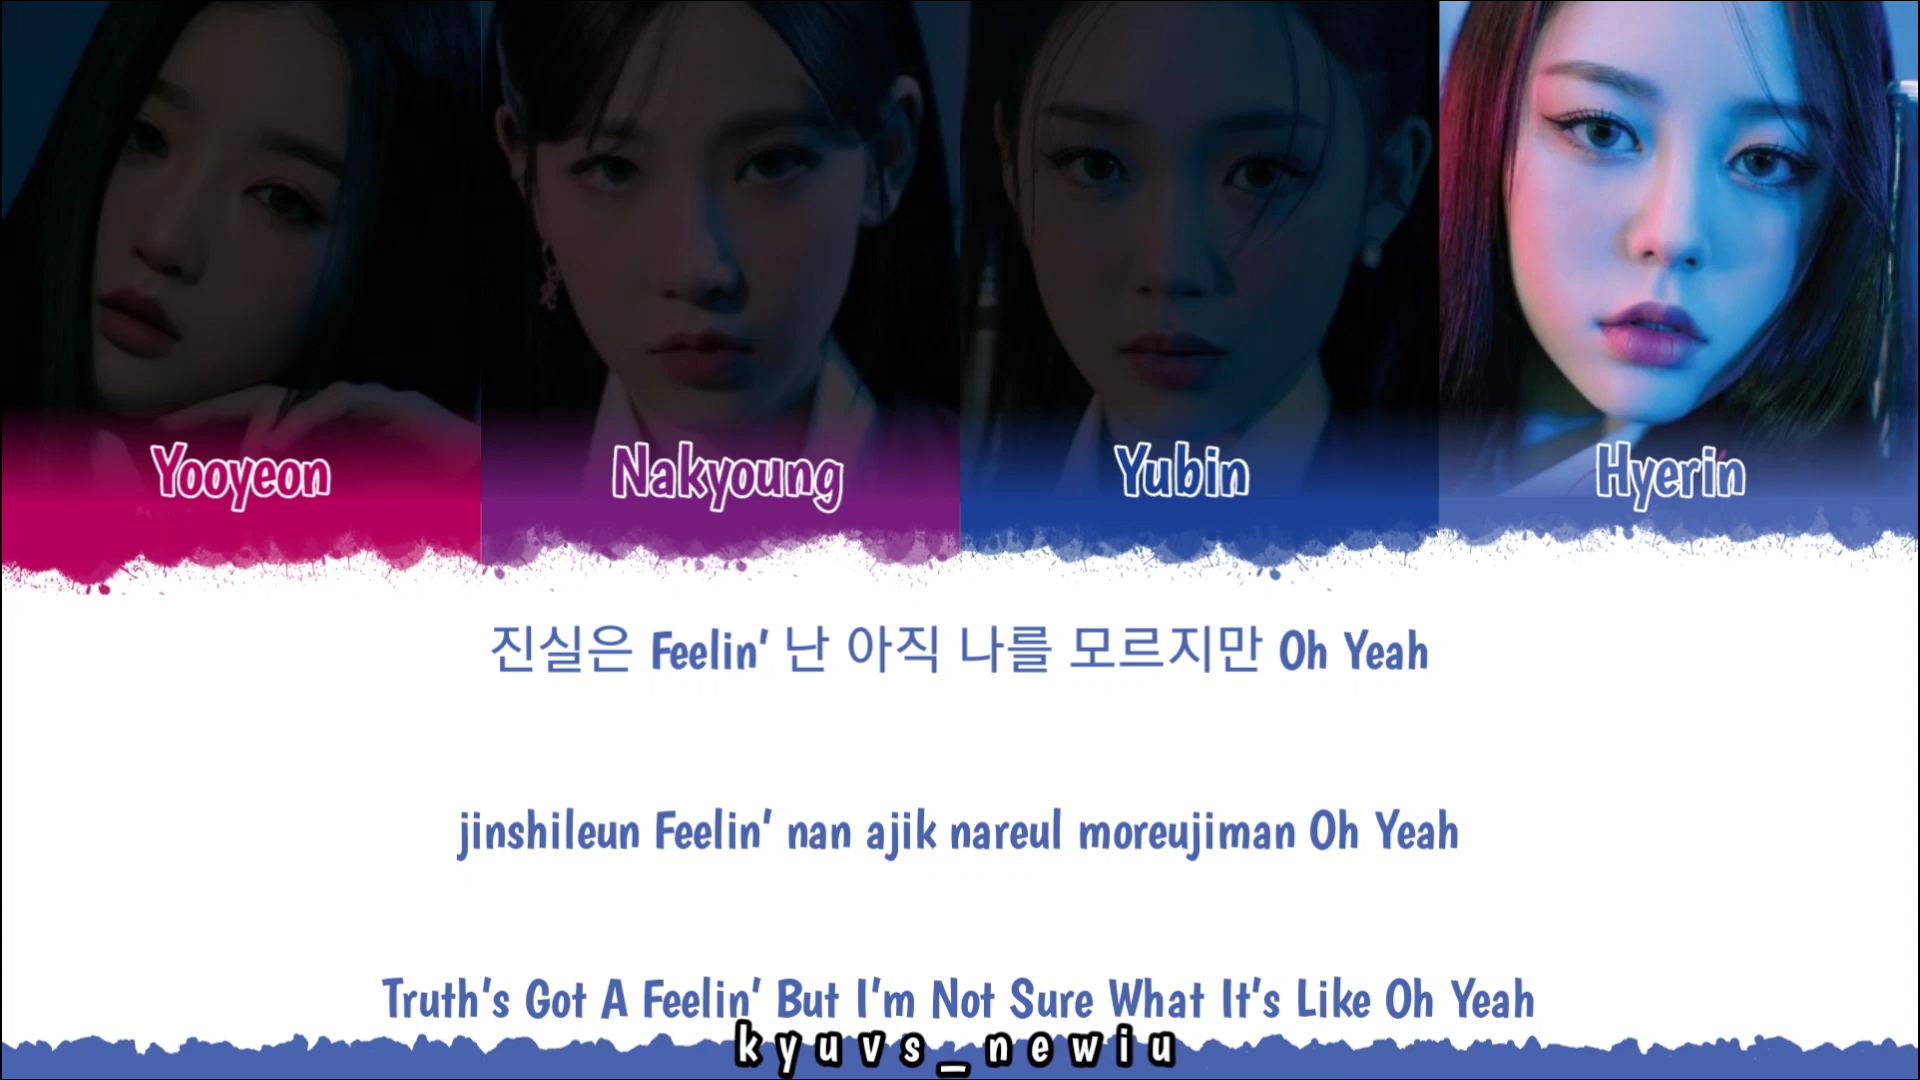 Yooyeon
Nakyoung
Yubin
Hyerin
진실은 Feelin' 난 아직 나를 모르지만 Oh Yeah
jinshileun Feelin' nan ajik nareul moreujiman Oh Yeah
Truth's Got A Feelin' But I'm Not Sure What It's Like Oh Yeah
kyuvs_newiu